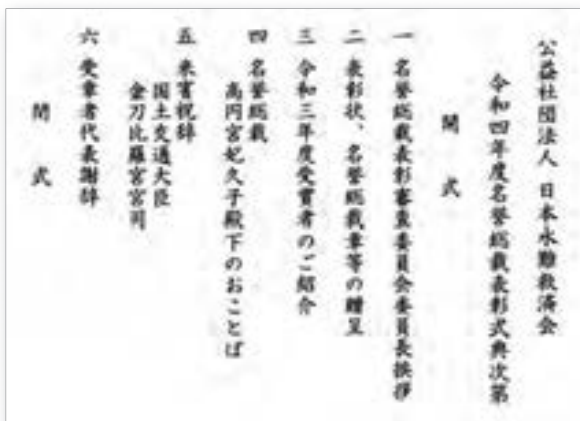 公益社団法人 日本水難救済会
令和四年度名誉総裁表彰式典次第
開式
一 名誉総裁表彰審査委員会委員長挨拶
二 表彰状、名誉総裁章等の贈呈
三 令和三年度受賞者のご紹介
四 名誉総裁
高円宮妃久子殿下のおことば
五 来賓祝辞
国土交通大臣
金刀比羅宮宮司
六 受章者代表謝辞
閉式